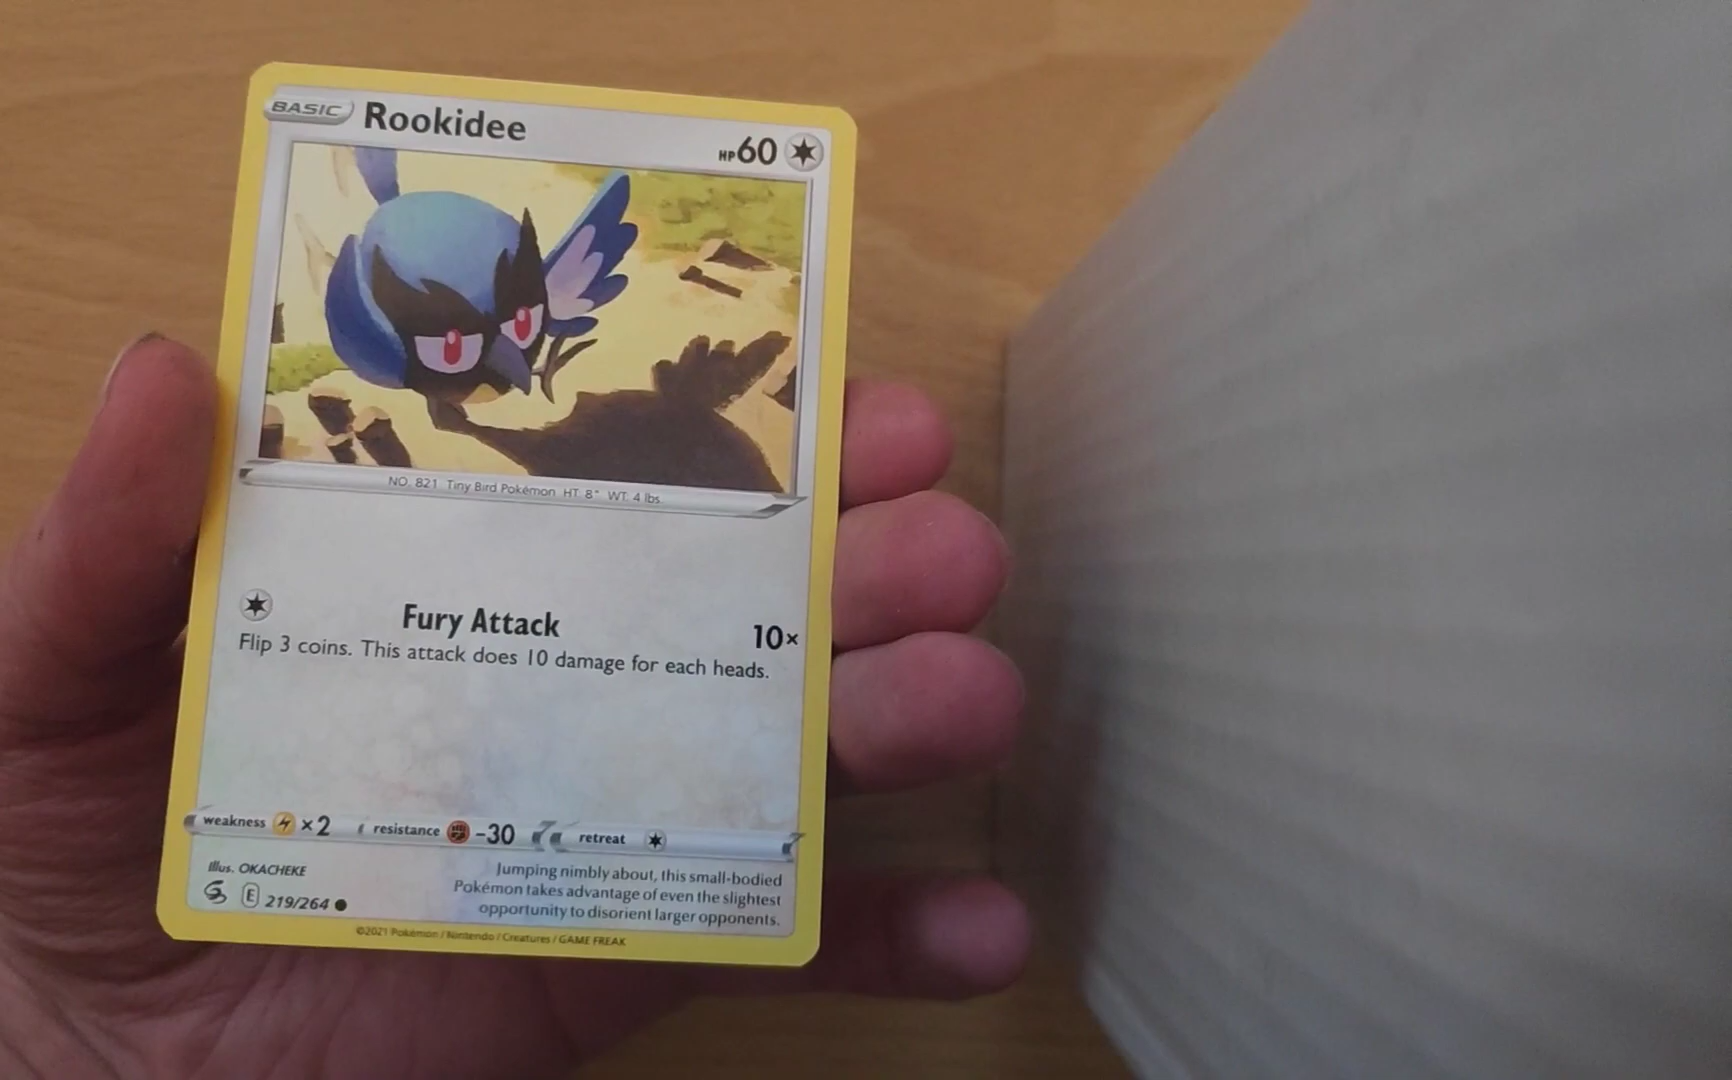 BASIC Rookidee HP60
NO. 821 Tiny Bird Pokémon HT: 8" WT: 4 lbs.
Fury Attack 10×
Flip 3 coins. This attack does 10 damage for each heads.
weakness ×2 resistance -30 retreat
Illus. OKACHEKE
E 219/264
Jumping nimbly about, this small-bodied
Pokémon takes advantage of even the slightest
opportunity to disorient larger opponents.
©2021 Pokémon / Nintendo / Creatures / GAME FREAK